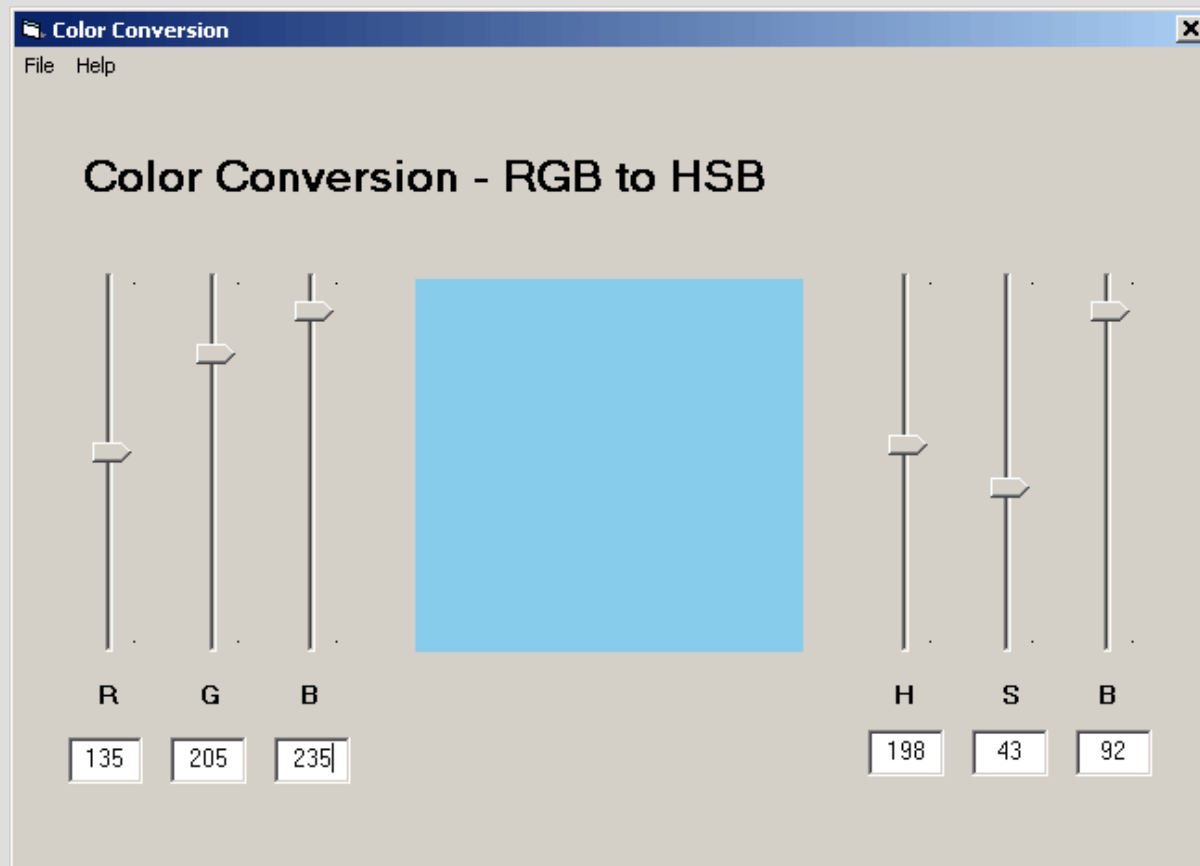 Color Conversion
File Help
Color Conversion - RGB to HSB
R G B H S B
135 205 235 198 43 92